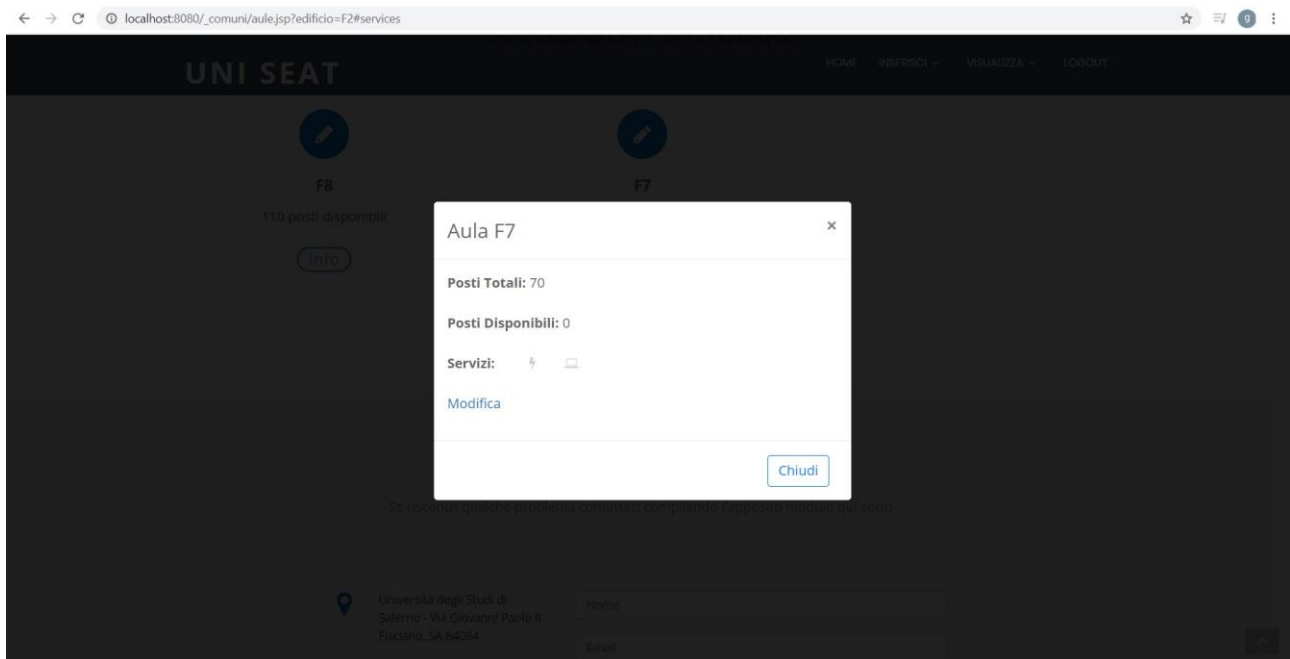 localhost:8080/_comuni/aule.jsp?edificio=F2#services
g
UNI SEAT
HOME INSERISCI VISUALIZZA LOGOUT
F8 F7
110 posti disponibili
Info
Aula F7 ×
Posti Totali: 70
Posti Disponibili: 0
Servizi:
Modifica
Chiudi
Se riscontri qualche problema contattaci compilando l'apposito modulo qui sotto.
Università degli Studi di
Salerno - Via Giovanni Paolo II
Fisciano, SA 84084
Nome
Email